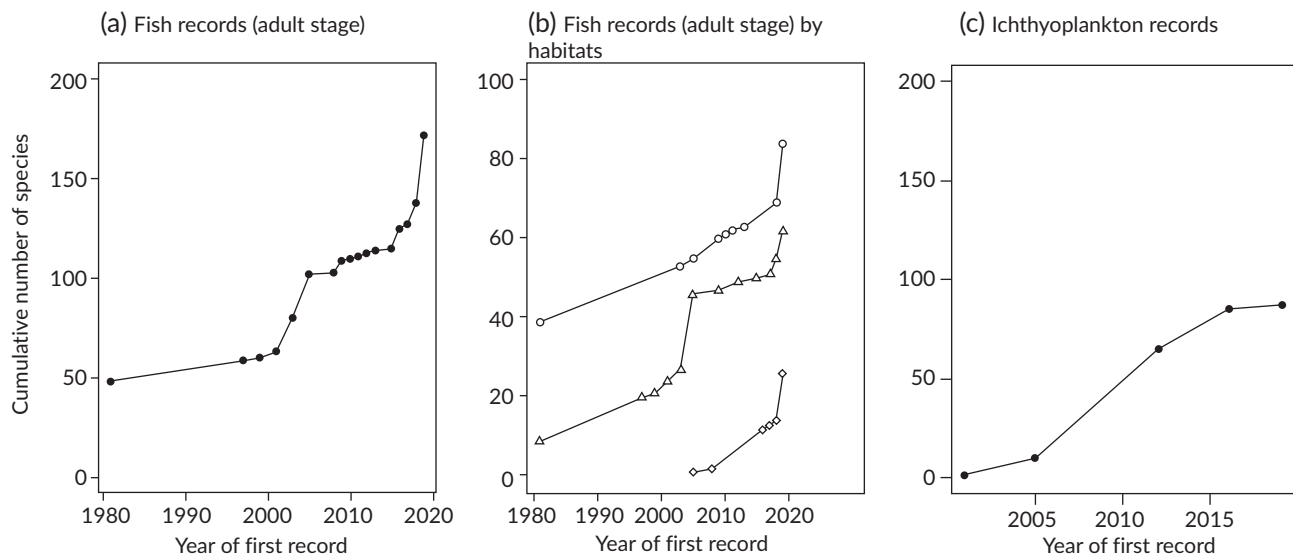 (a) Fish records (adult stage)
(b) Fish records (adult stage) by
habitats
(c) Ichthyoplankton records
Cumulative number of species
200
150
100
50
0
1980 1990 2000 2010 2020
Year of first record
100
80
60
40
20
0
1980 1990 2000 2010 2020
Year of first record
200
150
100
50
0
2005 2010 2015
Year of first record